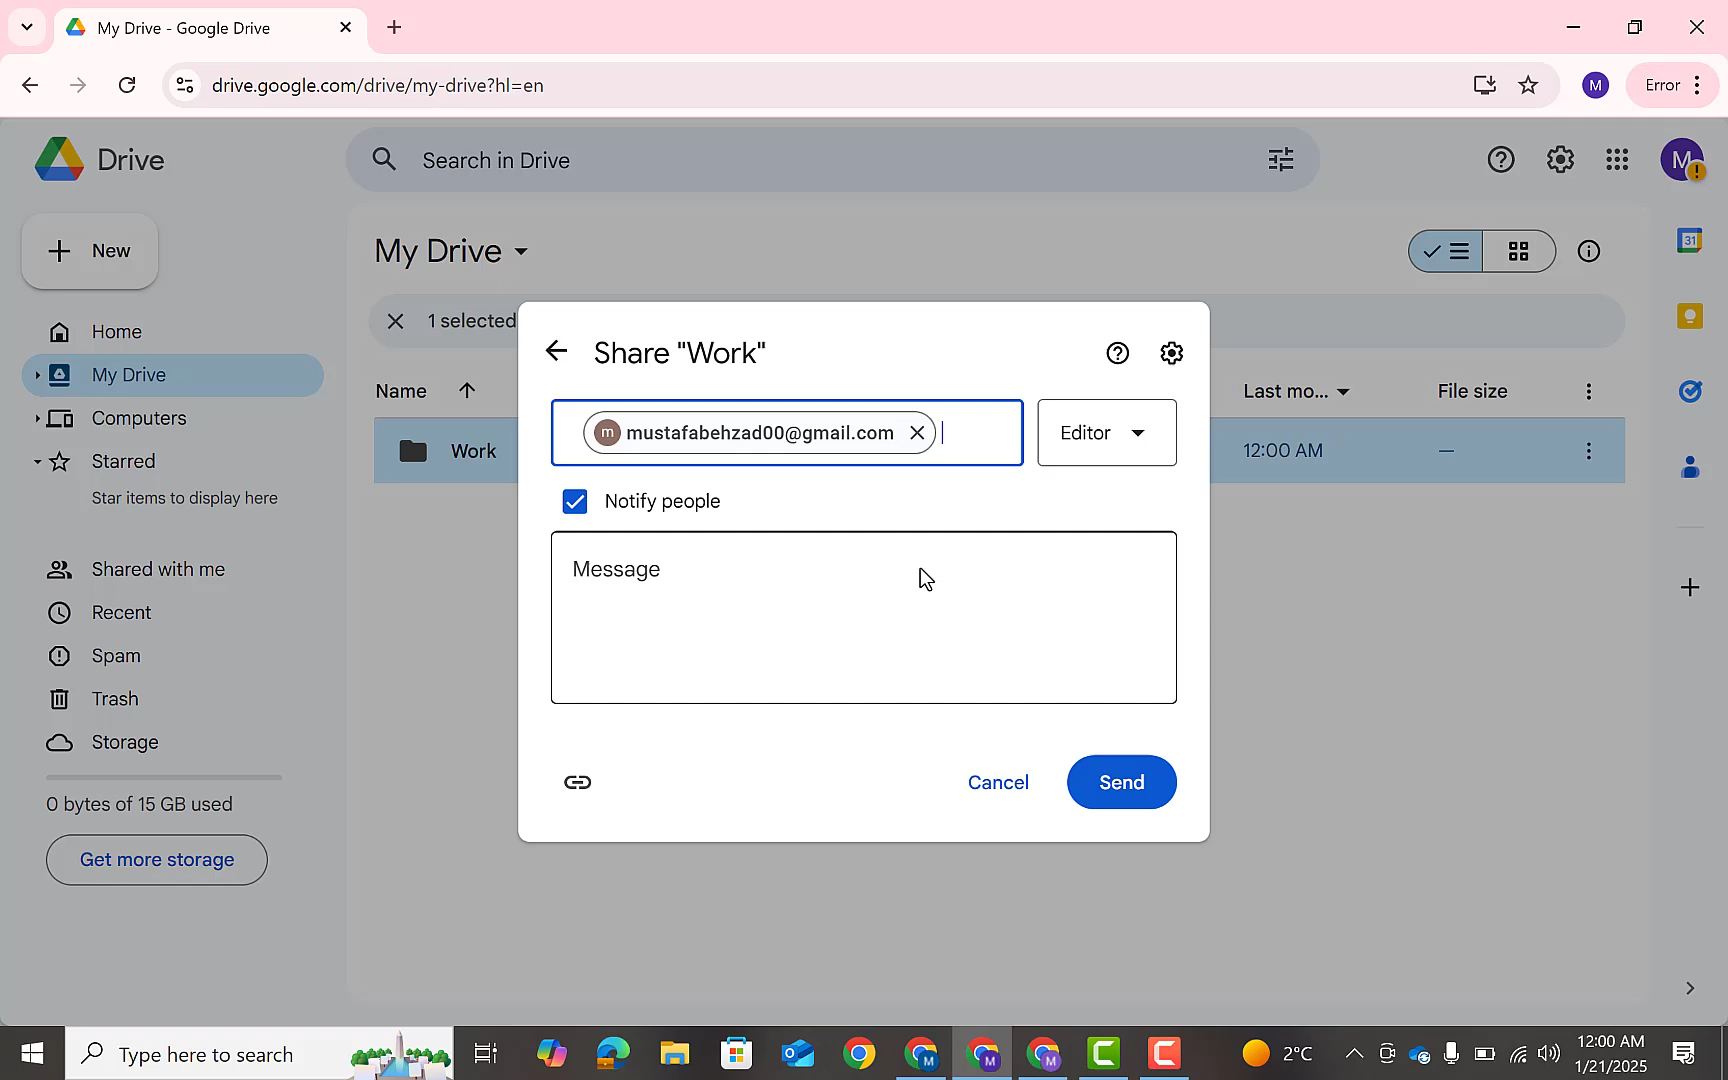 My Drive - Google Drive
drive.google.com/drive/my-drive?hl=en
M
Error
Drive
Search in Drive
M
!
New
My Drive
31
1 selected
Home
My Drive
Computers
Starred
Star items to display here
Shared with me
Recent
Spam
Trash
Storage
0 bytes of 15 GB used
Get more storage
Name
Last mo...
File size
Work
12:00 AM
—
Share "Work"
m mustafabehzad00@gmail.com
Editor
Notify people
Message
Cancel
Send
Type here to search
M
M
M
2°C
12:00 AM
1/21/2025